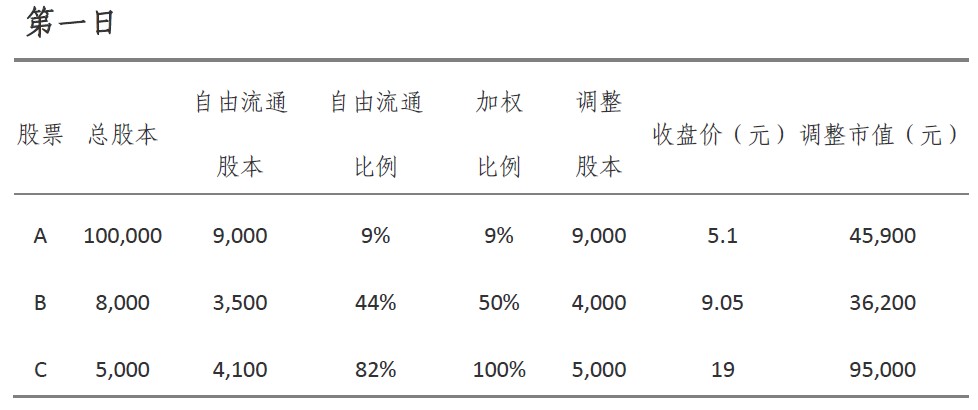 第一日
自由流通 自由流通 加权 调整
股票 总股本 收盘价（元） 调整市值（元）
股本 比例 比例 股本
A 100,000 9,000 9% 9% 9,000 5.1 45,900
B 8,000 3,500 44% 50% 4,000 9.05 36,200
C 5,000 4,100 82% 100% 5,000 19 95,000